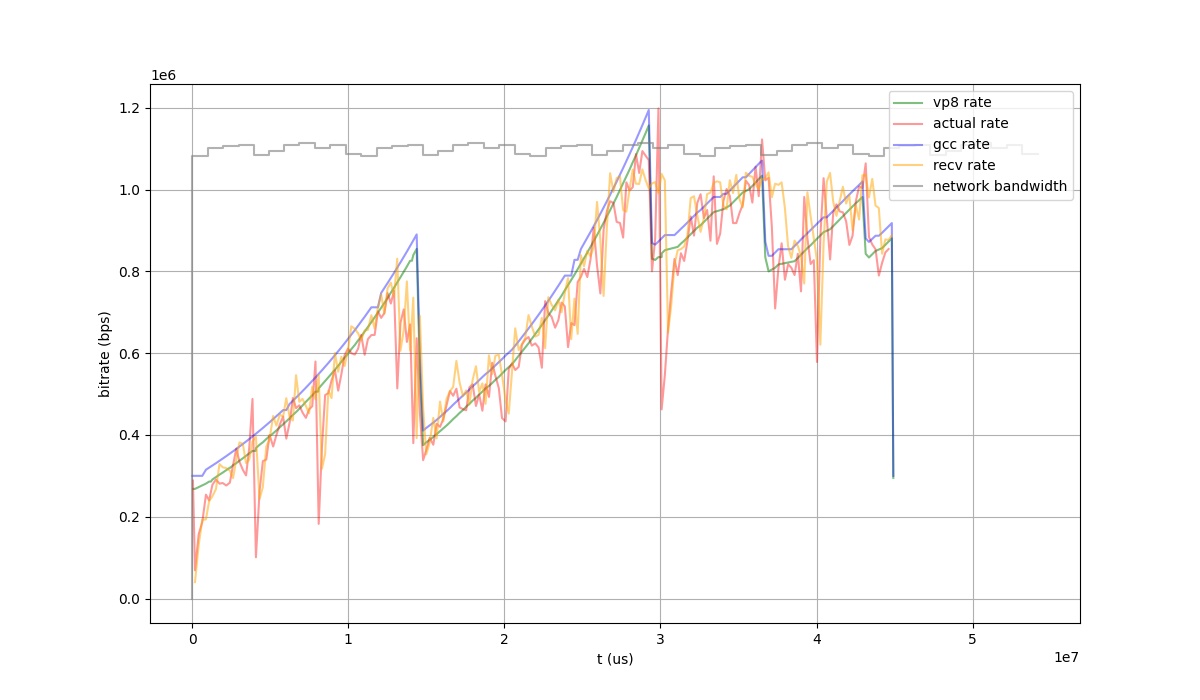 1e6
1.2
1.0
0.8
0.6
0.4
0.2
0.0
bitrate (bps)
vp8 rate
actual rate
gcc rate
recv rate
network bandwidth
0
1
2
3
4
5
t (us)
1e7